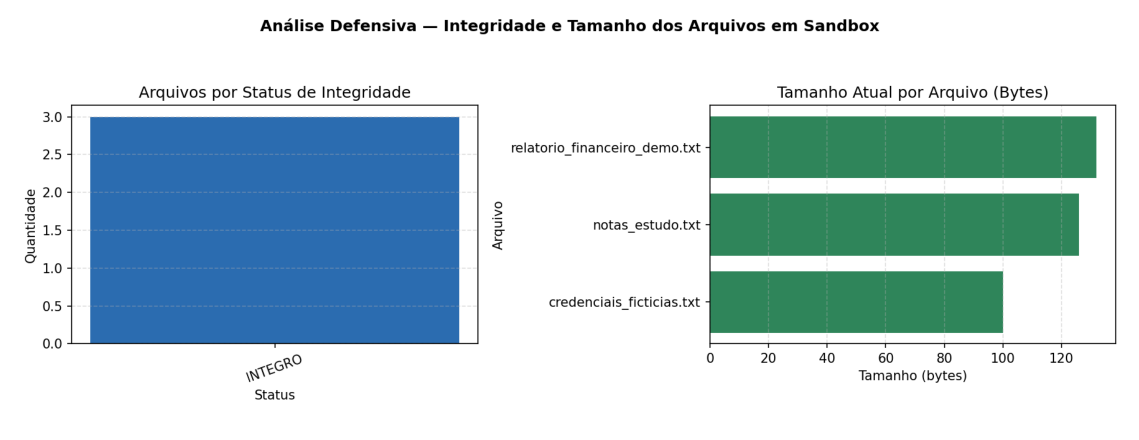 Análise Defensiva — Integridade e Tamanho dos Arquivos em Sandbox
Arquivos por Status de Integridade
3.0
2.5
2.0
1.5
1.0
0.5
0.0
Quantidade
INTEGRO
Status
Tamanho Atual por Arquivo (Bytes)
Arquivo
relatorio_financeiro_demo.txt
notas_estudo.txt
credenciais_ficticias.txt
0 20 40 60 80 100 120
Tamanho (bytes)